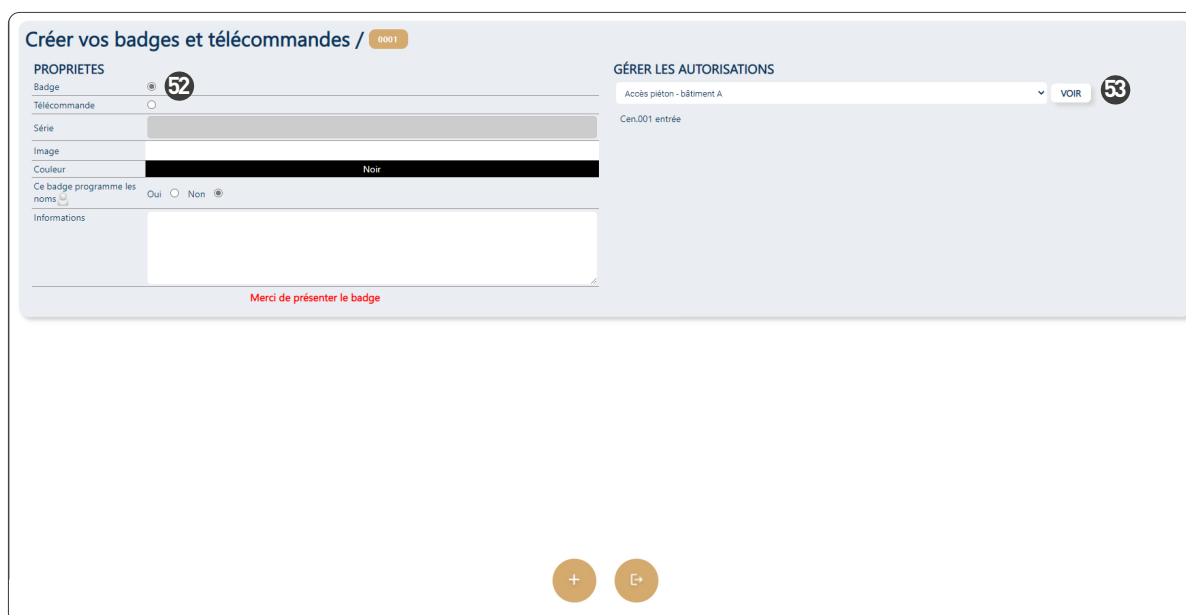 Créer vos badges et télécommandes / 0001
PROPRIETES
Badge 52
Télécommande
Série
Image
Couleur Noir
Ce badge programme les
noms Oui Non
Informations
Merci de présenter le badge
GÉRER LES AUTORISATIONS
Accès piéton - bâtiment A VOIR 53
Cen.001 entrée
+